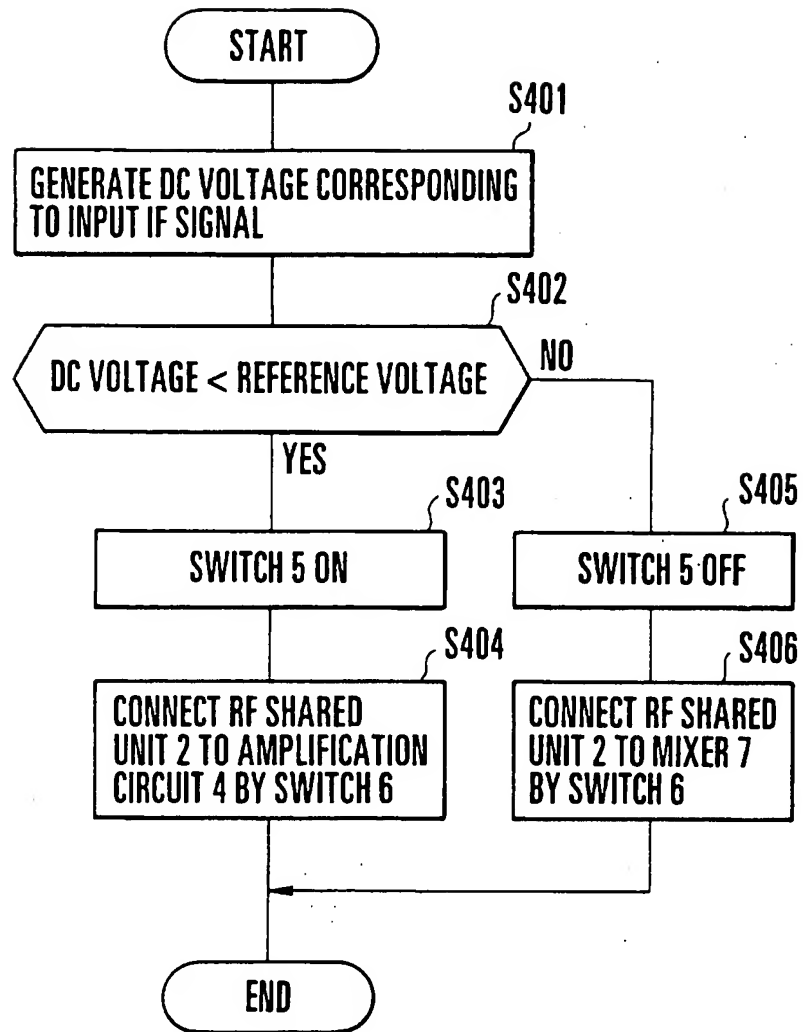 START
S401
GENERATE DC VOLTAGE CORRESPONDING
TO INPUT IF SIGNAL
S402
DC VOLTAGE < REFERENCE VOLTAGE
NO
YES
S403
SWITCH 5 ON
S405
SWITCH 5 OFF
S404
CONNECT RF SHARED
UNIT 2 TO AMPLIFICATION
CIRCUIT 4 BY SWITCH 6
S406
CONNECT RF SHARED
UNIT 2 TO MIXER 7
BY SWITCH 6
END